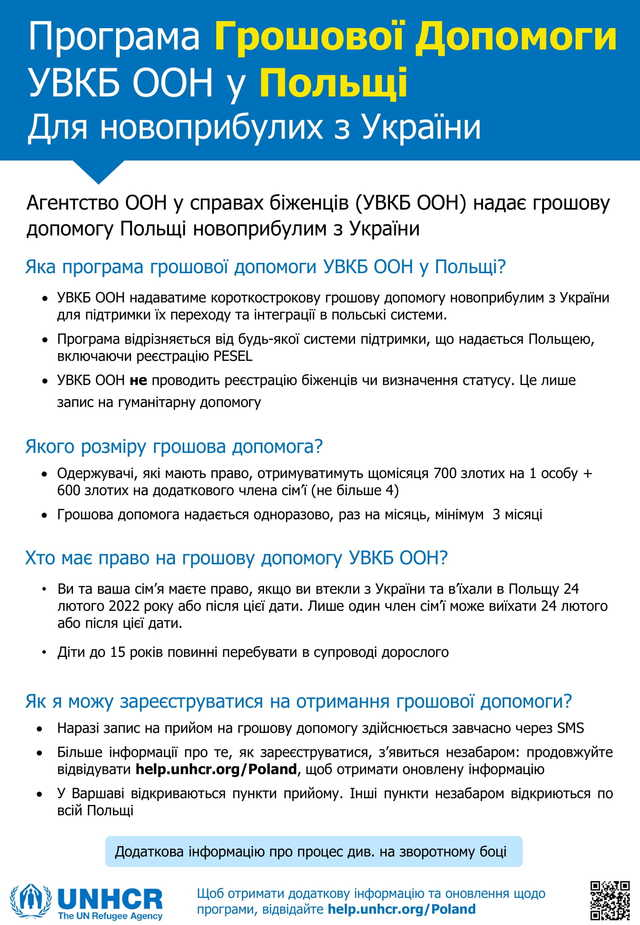 Програма Грошової Допомоги
УВКБ ООН у Польщі
Для новоприбулих з України
Агентство ООН у справах біженців (УВКБ ООН) надає грошову
допомогу Польщі новоприбулим з України
Яка програма грошової допомоги УВКБ ООН у Польщі?
• УВКБ ООН надаватиме короткострокову грошову допомогу новоприбулим з України
для підтримки їх переходу та інтеграції в польські системи.
• Програма відрізняється від будь-якої системи підтримки, що надається Польщею,
включаючи реєстрацію PESEL
• УВКБ ООН не проводить реєстрацію біженців чи визначення статусу. Це лише
запис на гуманітарну допомогу
Якого розміру грошова допомога?
• Одержувачі, які мають право, отримуватимуть щомісяця 700 злотих на 1 особу +
600 злотих на додаткового члена сім’ї (не більше 4)
• Грошова допомога надається одноразово, раз на місяць, мінімум 3 місяці
Хто має право на грошову допомогу УВКБ ООН?
• Ви та ваша сім’я маєте право, якщо ви втекли з України та в’їхали в Польщу 24
лютого 2022 року або після цієї дати. Лише один член сім’ї може виїхати 24 лютого
або після цієї дати.
• Діти до 15 років повинні перебувати в супроводі дорослого
Як я можу зареєструватися на отримання грошової допомоги?
• Наразі запис на прийом на грошову допомогу здійснюється завчасно через SMS
• Більше інформації про те, як зареєструватися, з’явиться незабаром: продовжуйте
відвідувати help.unhcr.org/Poland, щоб отримати оновлену інформацію
• У Варшаві відкриваються пункти прийому. Інші пункти незабаром відкриються по
всій Польщі
Додаткова інформацію про процес див. на зворотному боці
UNHCR
The UN Refugee Agency
Щоб отримати додаткову інформацію та оновлення щодо
програми, відвідайте help.unhcr.org/Poland